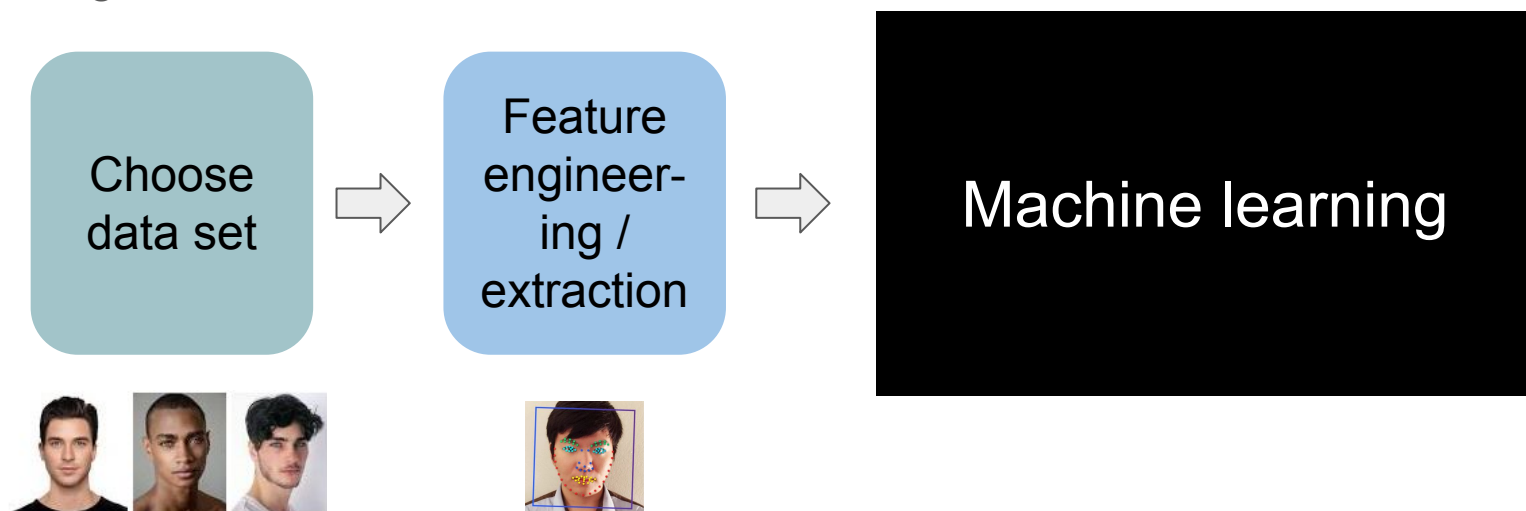 Choose
data set
Feature
engineer-
ing /
extraction
Machine learning